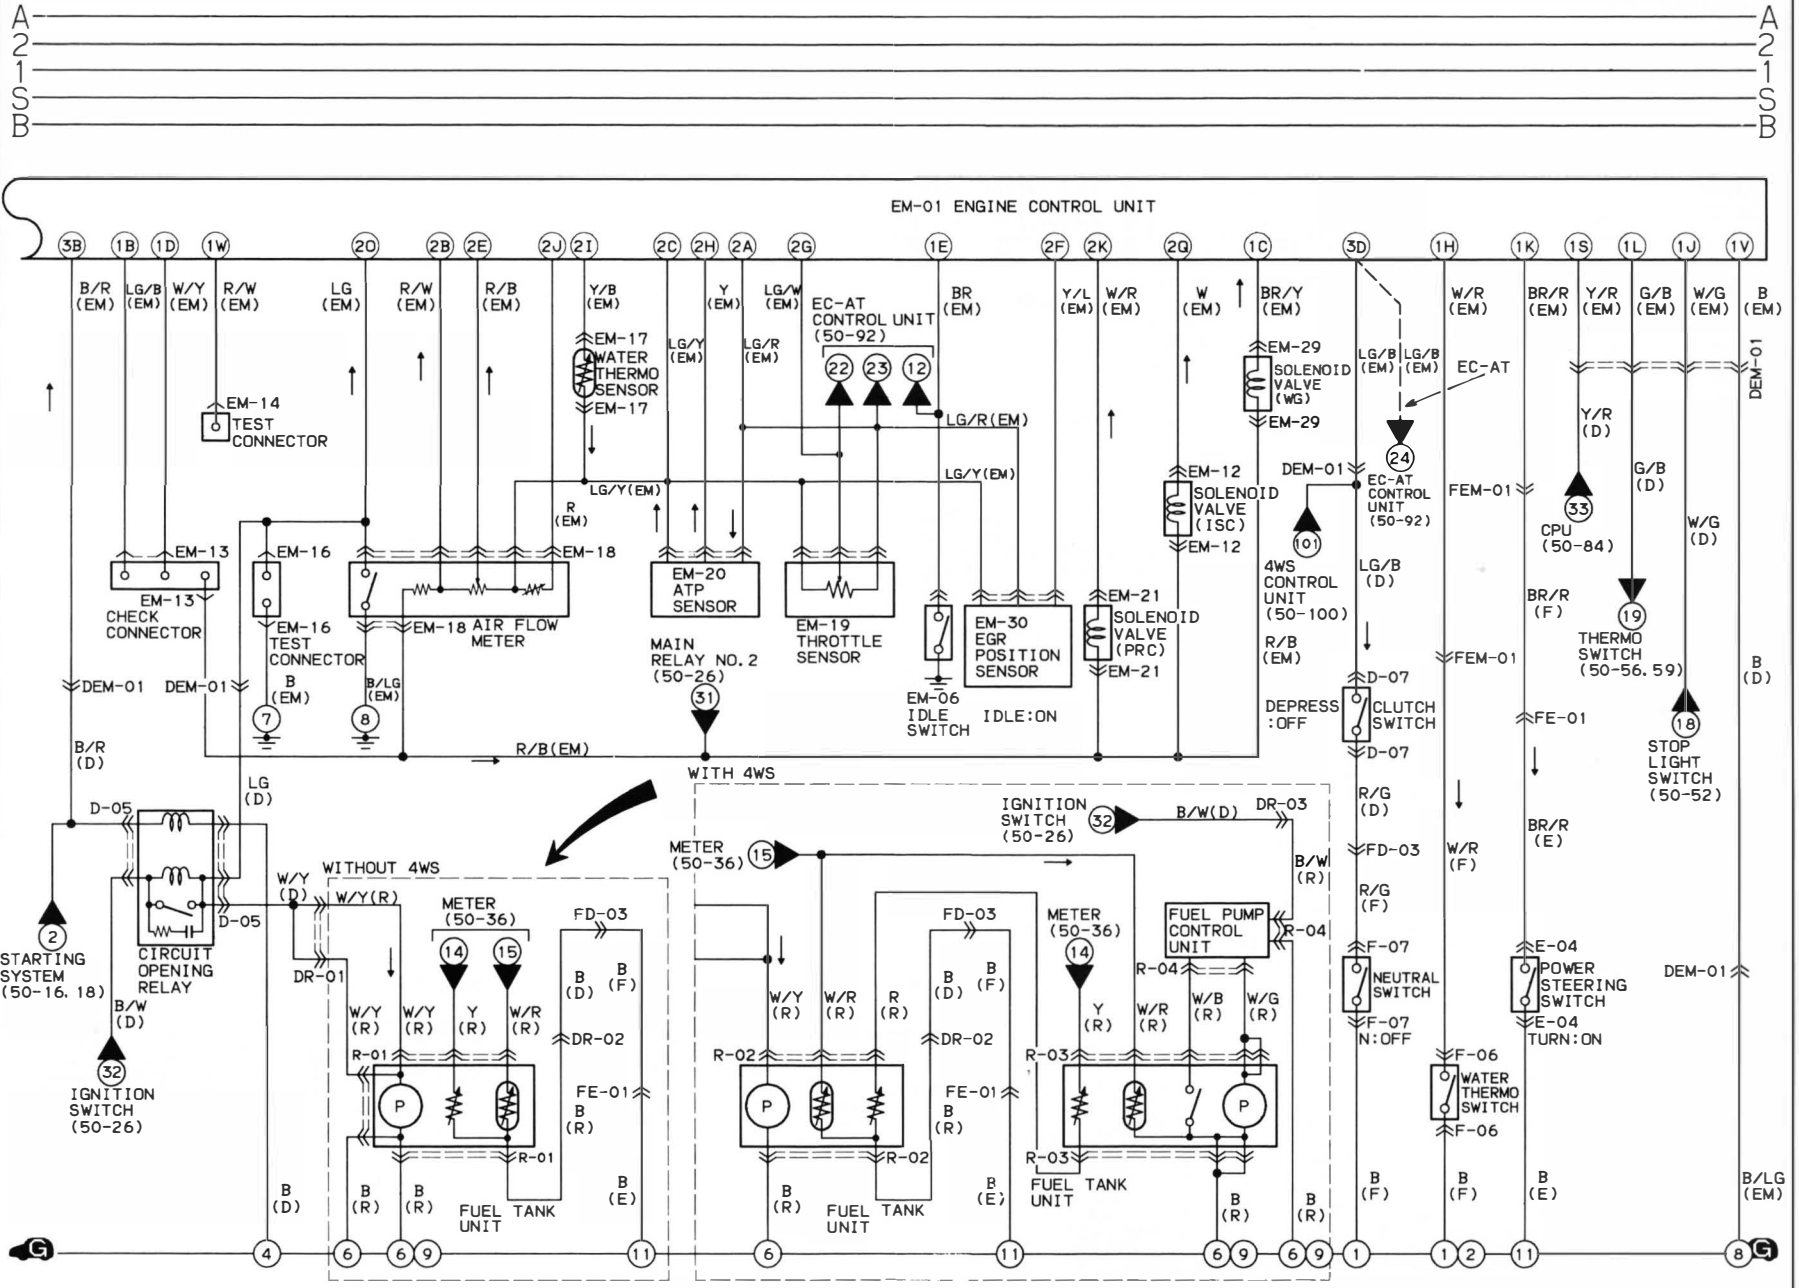 A A
2 2
1 1
S S
B B
EM-01 ENGINE CONTROL UNIT
3B 1B 1D 1W 2O 2B 2E 2J 2I 2C 2H 2A 2G 1E 2F 2K 2Q 1C 3D 1H 1K 1S 1L 1J 1V
B/R LG/B W/Y R/W LG R/W R/B Y/B Y LG/W BR Y/L W/R W BR/Y W/R BR/R Y/R G/B W/G B
(EM) (EM) (EM) (EM) (EM) (EM) (EM) (EM) (EM) (EM) (EM) (EM) (EM) (EM) (EM) (EM) (EM) (EM) (EM) (EM)
EC-AT
CONTROL UNIT
(50-92)
22 23 12
EM-17
WATER
THERMO
SENSOR
EM-17
LG/Y
(EM)
LG/R
(EM)
EM-29
SOLENOID
VALVE
(WG)
EM-29
LG/B LG/B
(EM) (EM)
EC-AT
24
EC-AT
CONTROL
UNIT
(50-92)
DEM-01
EM-14
TEST
CONNECTOR
LG/R(EM)
LG/Y(EM)
LG/Y(EM)
R
(EM)
EM-12
SOLENOID
VALVE
(ISC)
EM-12
DEM-01
101
4WS
CONTROL
UNIT
(50-100)
LG/B
(D)
FEM-01
Y/R
(D)
33
CPU
(50-84)
G/B
(D)
W/G
(D)
EM-13
EM-13
CHECK
CONNECTOR
EM-16
EM-16
TEST
CONNECTOR
B
(EM)
7
EM-18
EM-18
AIR FLOW
METER
B/LG
(EM)
8
EM-20
ATP
SENSOR
EM-19
THROTTLE
SENSOR
MAIN
RELAY NO.2
(50-26)
31
EM-06
IDLE
SWITCH
EM-30
EGR
POSITION
SENSOR
IDLE:ON
EM-21
SOLENOID
VALVE
(PRC)
EM-21
R/B
(EM)
BR/R
(F)
FEM-01
19
THERMO
SWITCH
(50-56.59)
DEM-01
DEM-01
D-07
DEPRESS
:OFF
CLUTCH
SWITCH
D-07
FE-01
18
STOP
LIGHT
SWITCH
(50-52)
B
(D)
B/R
(D)
LG
(D)
R/B(EM)
WITH 4WS
R/G
(D)
BR/R
(E)
D-05
D-05
CIRCUIT
OPENING
RELAY
2
STARTING
SYSTEM
(50-16.18)
B/W
(D)
32
IGNITION
SWITCH
(50-26)
W/Y
(D)
WITHOUT 4WS
W/Y(R)
METER
(50-36)
14 15
DR-01
FD-03
B
(D)
B
(F)
W/Y
(R)
W/Y
(R)
Y
(R)
W/R
(R)
DR-02
R-01
P
FE-01
B
(R)
R-01
B
(R)
B
(R)
FUEL TANK
UNIT
B
(E)
B
(D)
METER
(50-36)
15
IGNITION
SWITCH
(50-26)
32
B/W(D)
DR-03
B/W
(R)
FD-03
METER
(50-36)
14
FUEL PUMP
CONTROL
UNIT
R-04
R-04
W/Y
(R)
W/R
(R)
R
(R)
B
(D)
B
(F)
Y
(R)
W/R
(R)
W/B
(R)
W/G
(R)
R-02
DR-02
R-03
P
FE-01
B
(R)
P
R-02
R-03
B
(R)
FUEL TANK
UNIT
B
(E)
FUEL TANK
UNIT
B
(R)
B
(R)
FD-03
R/G
(F)
W/R
(F)
F-07
NEUTRAL
SWITCH
F-07
N:OFF
E-04
POWER
STEERING
SWITCH
E-04
TURN:ON
DEM-01
F-06
WATER
THERMO
SWITCH
F-06
B
(F)
B
(F)
B
(E)
B/LG
(EM)
G 4 6 6 9 11 6 11 6 9 6 9 1 1 2 11 8 G